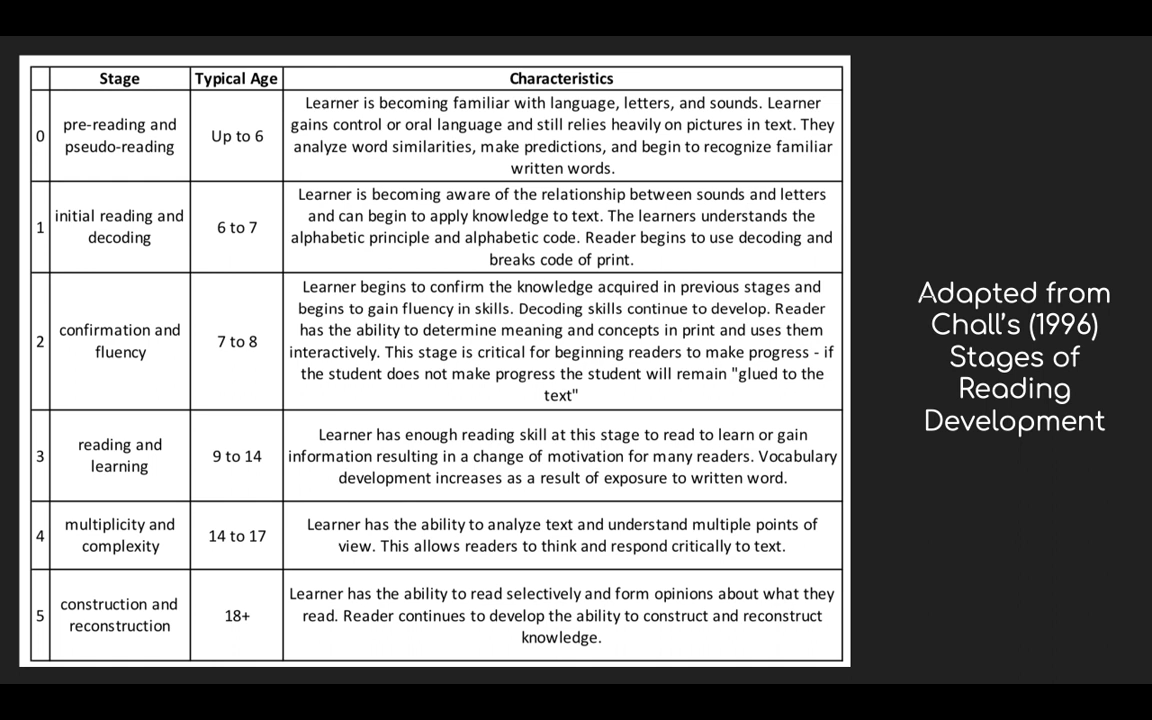 Stage Typical Age Characteristics
0
pre-reading and
pseudo-reading
Up to 6
Learner is becoming familiar with language, letters, and sounds. Learner
gains control or oral language and still relies heavily on pictures in text. They
analyze word similarities, make predictions, and begin to recognize familiar
written words.
1
initial reading and
decoding
6 to 7
Learner is becoming aware of the relationship between sounds and letters
and can begin to apply knowledge to text. The learners understands the
alphabetic principle and alphabetic code. Reader begins to use decoding and
breaks code of print.
2
confirmation and
fluency
7 to 8
Learner begins to confirm the knowledge acquired in previous stages and
begins to gain fluency in skills. Decoding skills continue to develop. Reader
has the ability to determine meaning and concepts in print and uses them
interactively. This stage is critical for beginning readers to make progress - if
the student does not make progress the student will remain "glued to the
text"
3
reading and
learning
9 to 14
Learner has enough reading skill at this stage to read to learn or gain
information resulting in a change of motivation for many readers. Vocabulary
development increases as a result of exposure to written word.
4
multiplicity and
complexity
14 to 17
Learner has the ability to analyze text and understand multiple points of
view. This allows readers to think and respond critically to text.
5
construction and
reconstruction
18+
Learner has the ability to read selectively and form opinions about what they
read. Reader continues to develop the ability to construct and reconstruct
knowledge.
Adapted from
Chall's (1996)
Stages of
Reading
Development